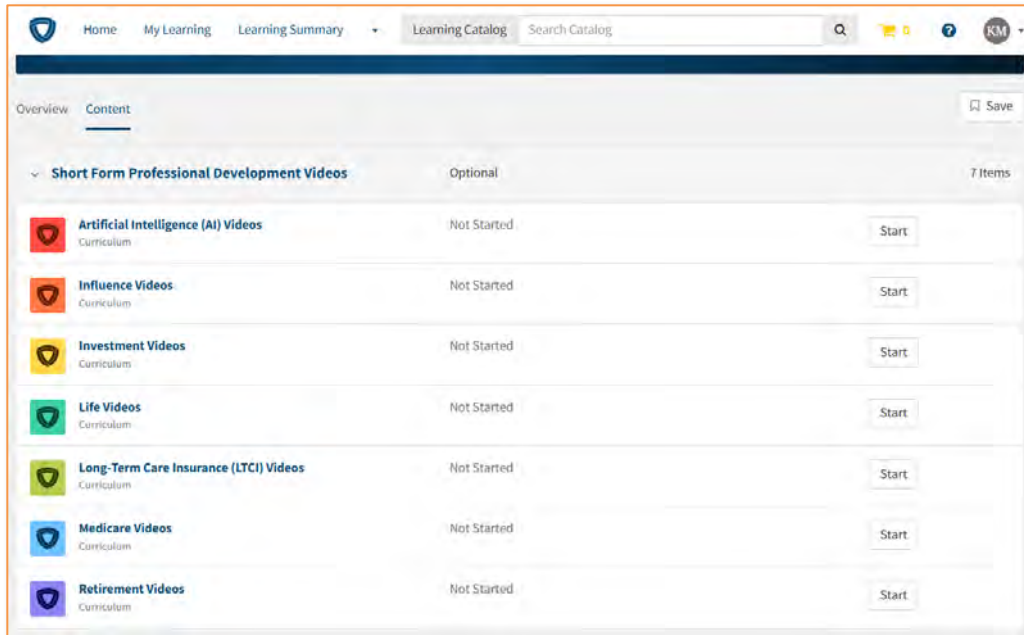 Home My Learning Learning Summary Learning Catalog Search Catalog 0 KM
Overview Content Save
Short Form Professional Development Videos Optional 7 Items
Artificial Intelligence (AI) Videos Not Started Start
Curriculum
Influence Videos Not Started Start
Curriculum
Investment Videos Not Started Start
Curriculum
Life Videos Not Started Start
Curriculum
Long-Term Care Insurance (LTCI) Videos Not Started Start
Curriculum
Medicare Videos Not Started Start
Curriculum
Retirement Videos Not Started Start
Curriculum